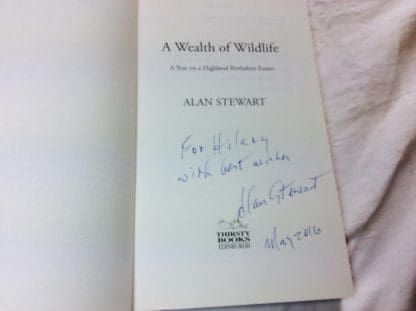 A Wealth of Wildlife
A Year on a Highland Perthshire Estate
ALAN STEWART
For Hilary
with best wishes
Alan Stewart
THIRSTY
BOOKS
EDINBURGH
May 2016